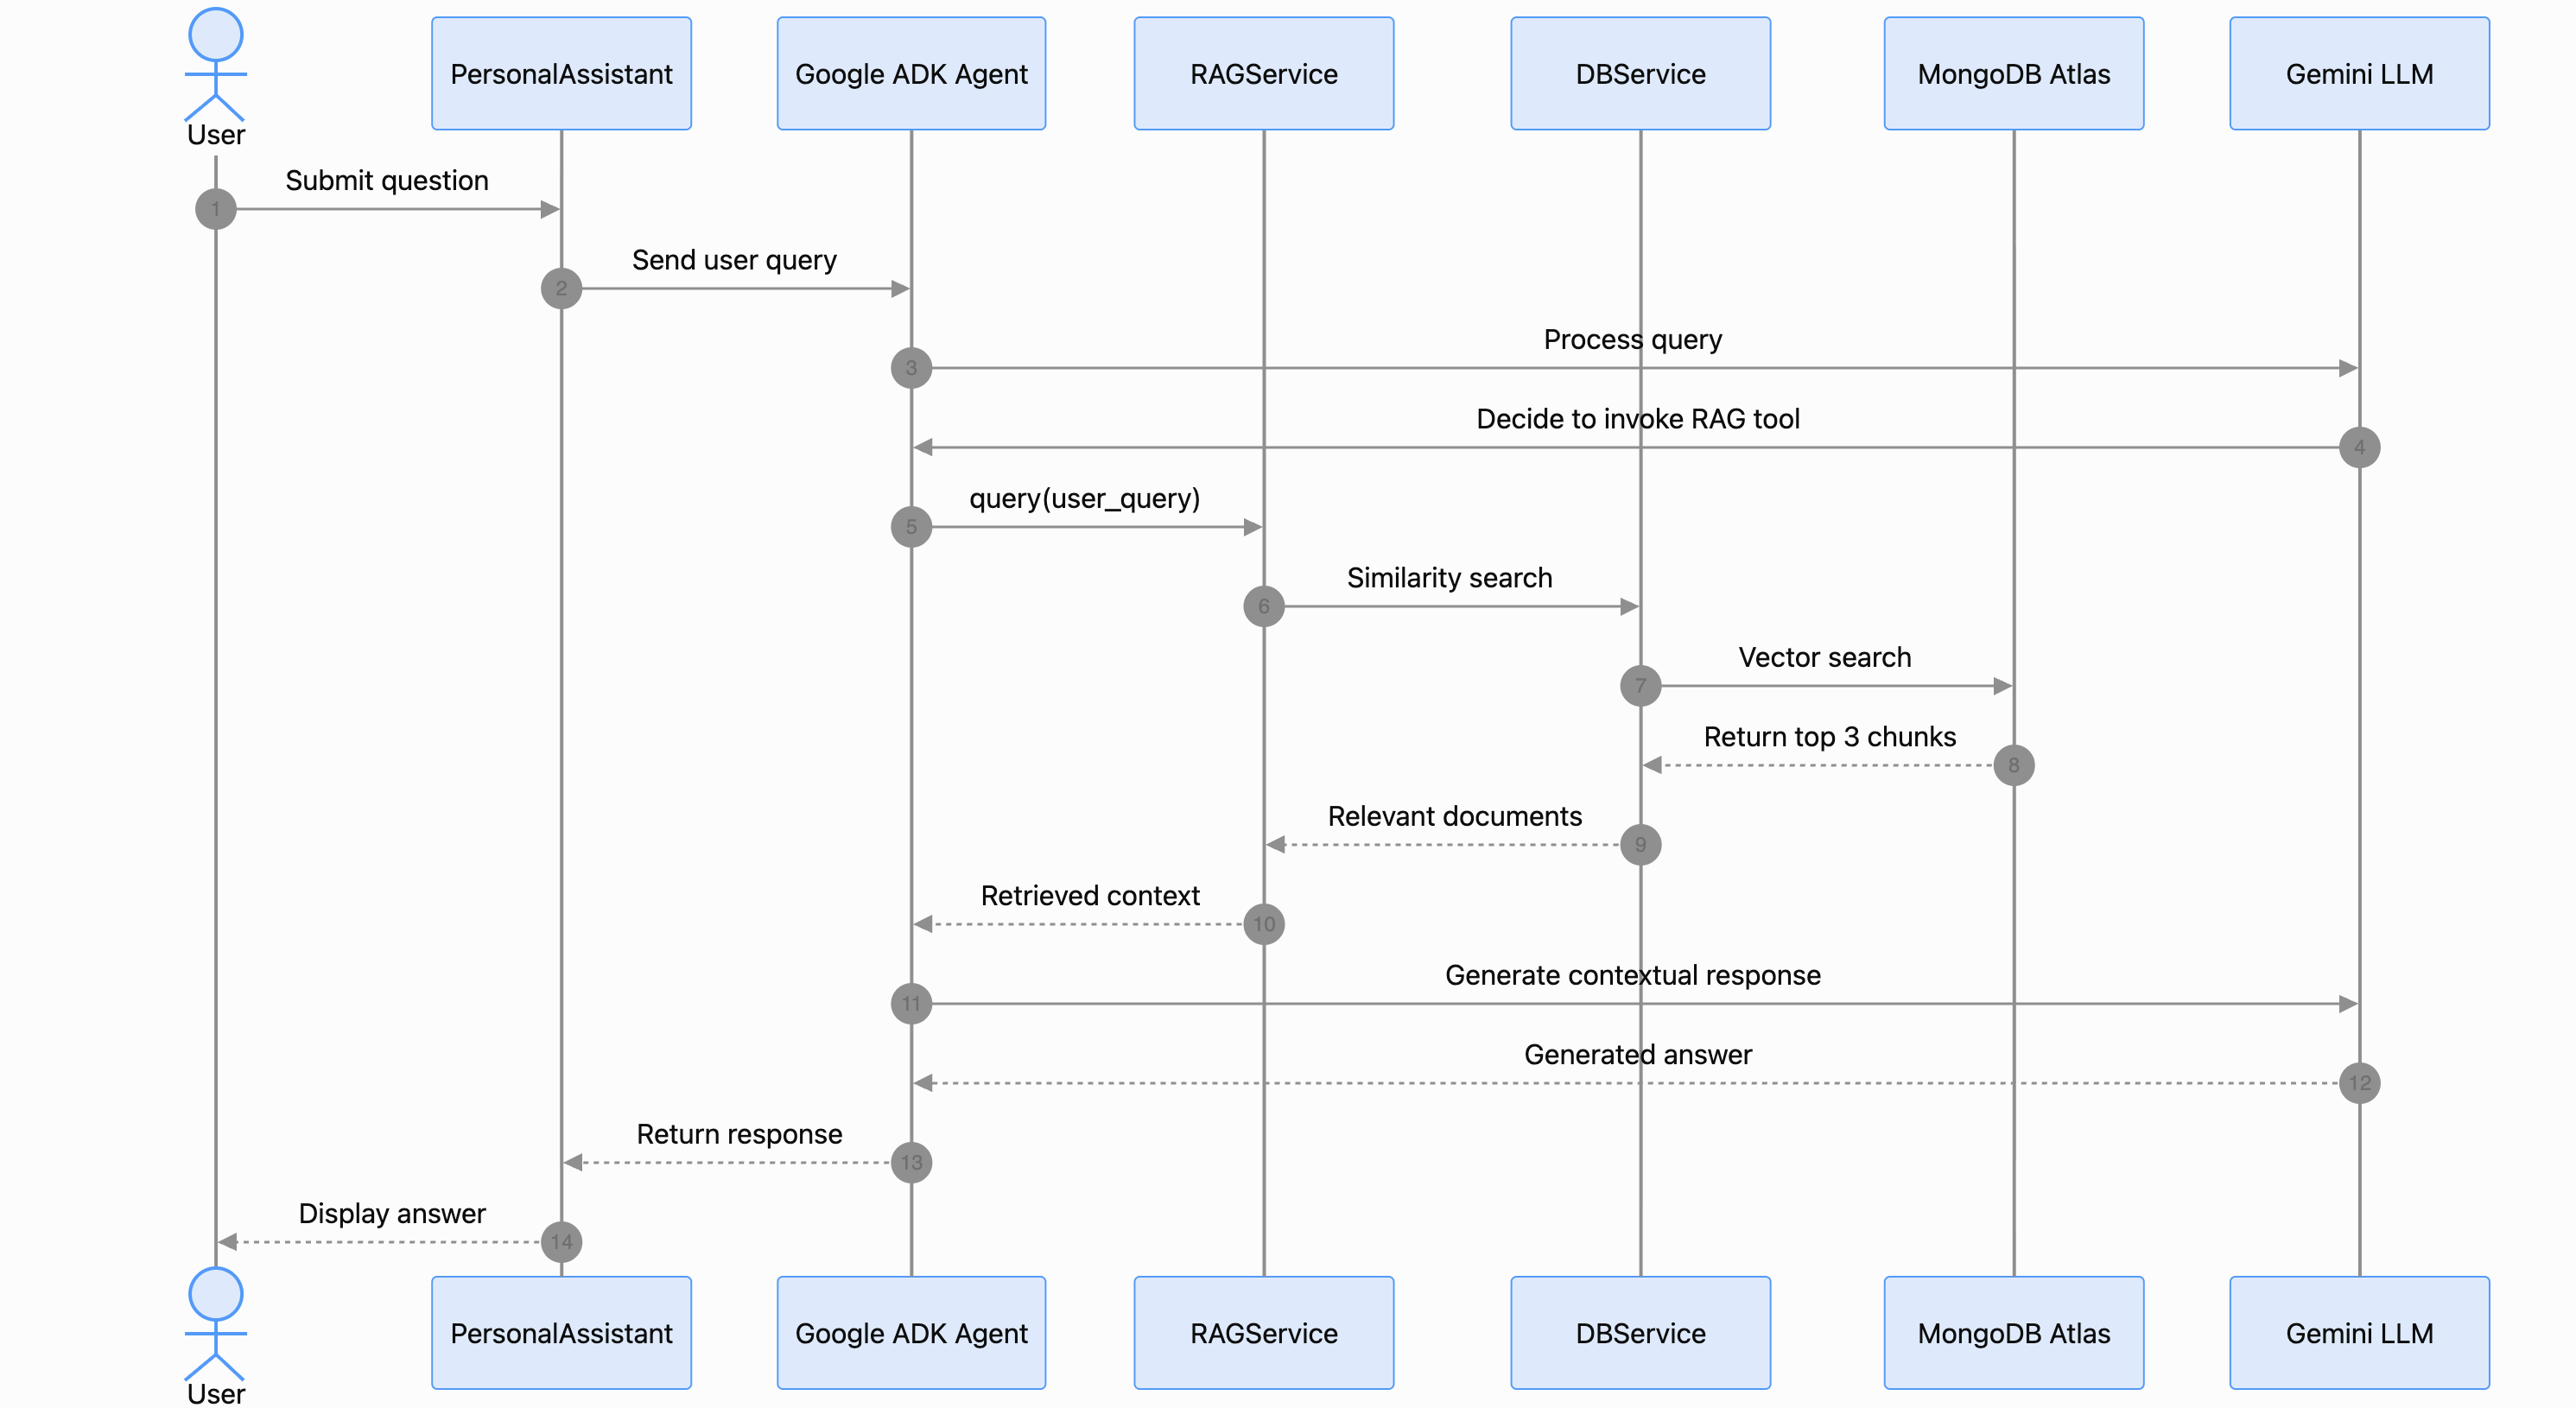 User
PersonalAssistant
Google ADK Agent
RAGService
DBService
MongoDB Atlas
Gemini LLM
Submit question
1
Send user query
2
Process query
3
Decide to invoke RAG tool
4
query(user_query)
5
Similarity search
6
Vector search
7
Return top 3 chunks
8
Relevant documents
9
Retrieved context
10
Generate contextual response
11
Generated answer
12
Return response
13
Display answer
14
User
PersonalAssistant
Google ADK Agent
RAGService
DBService
MongoDB Atlas
Gemini LLM